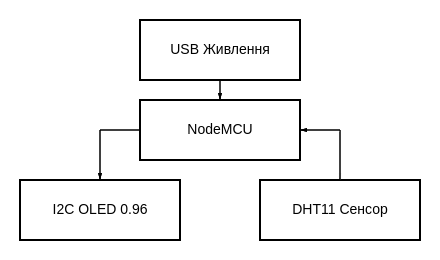 USB Живлення
NodeMCU
I2C OLED 0.96
DHT11 Сенсор